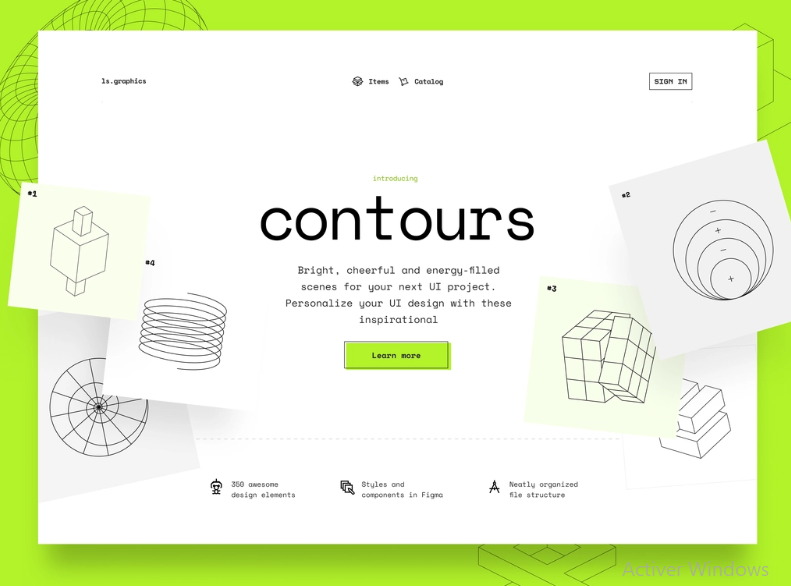 ls.graphics
Items
Catalog
SIGN IN
introducing
contours
Bright, cheerful and energy-filled
scenes for your next UI project.
Personalize your UI design with these
inspirational
Learn more
#1
#4
#2
#3
350 awesome
design elements
Styles and
components in Figma
Neatly organized
file structure
Activer Windows